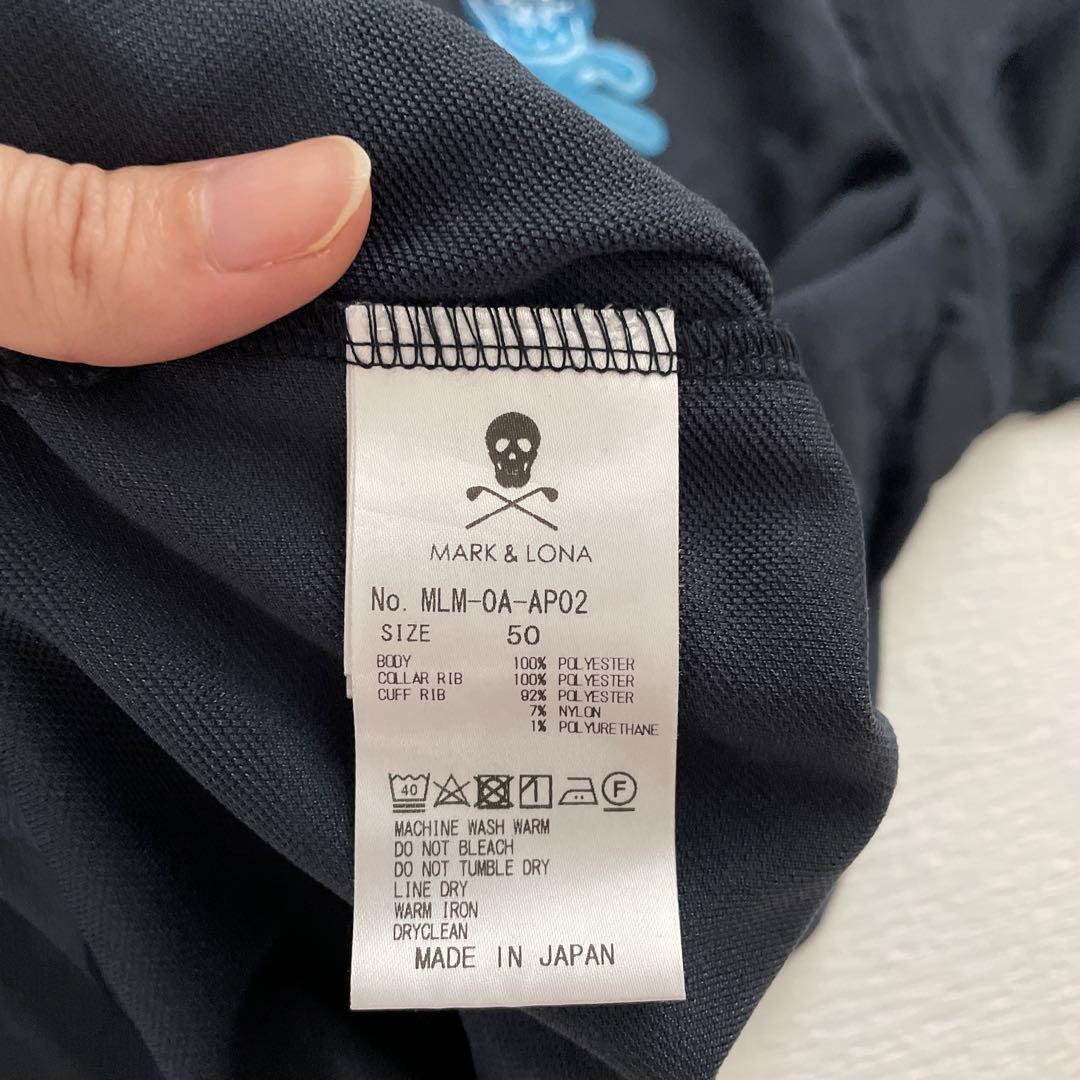 MARK & LONA
No. MLM-0A-AP02
SIZE 50
BODY 100% POLYESTER
COLLAR RIB 100% POLYESTER
CUFF RIB 92% POLYESTER
7% NYLON
1% POLYURETHANE
40 F
MACHINE WASH WARM
DO NOT BLEACH
DO NOT TUMBLE DRY
LINE DRY
WARM IRON
DRYCLEAN
MADE IN JAPAN